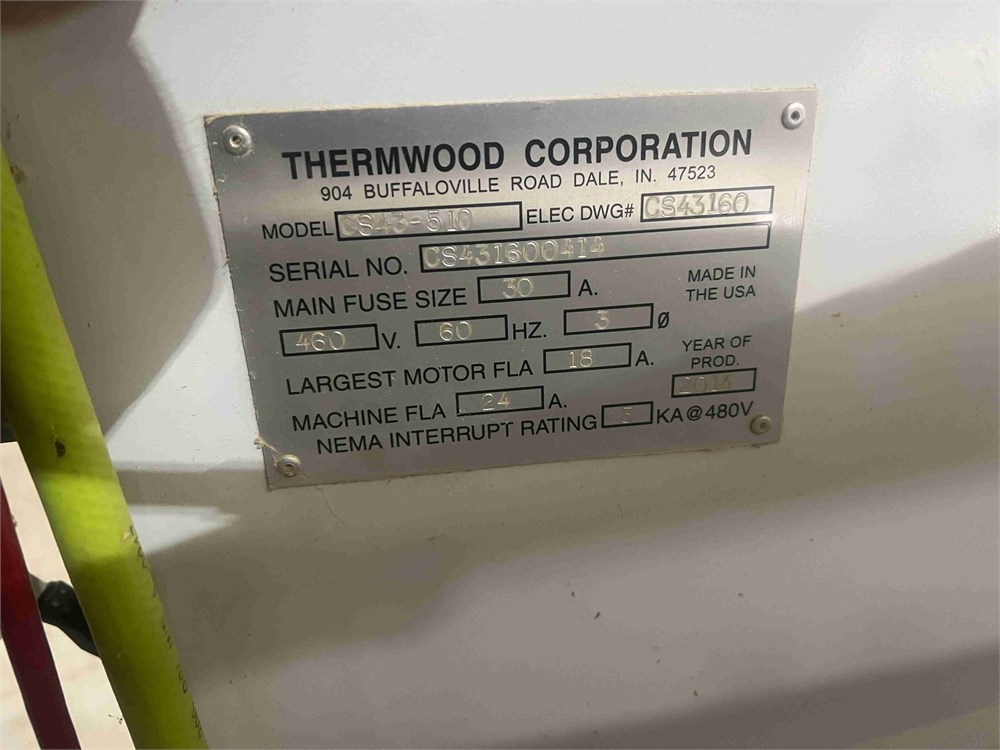 THERMWOOD CORPORATION
904 BUFFALOVILLE ROAD DALE, IN. 47523
MODEL CS43-510 ELEC DWG# CS43160
SERIAL NO. CS431600414
MAIN FUSE SIZE 30 A.
MADE IN
THE USA
460 V. 60 HZ. 3 Ø
LARGEST MOTOR FLA 18 A.
YEAR OF
PROD.
2014
MACHINE FLA 24 A.
NEMA INTERRUPT RATING 5 KA@480V